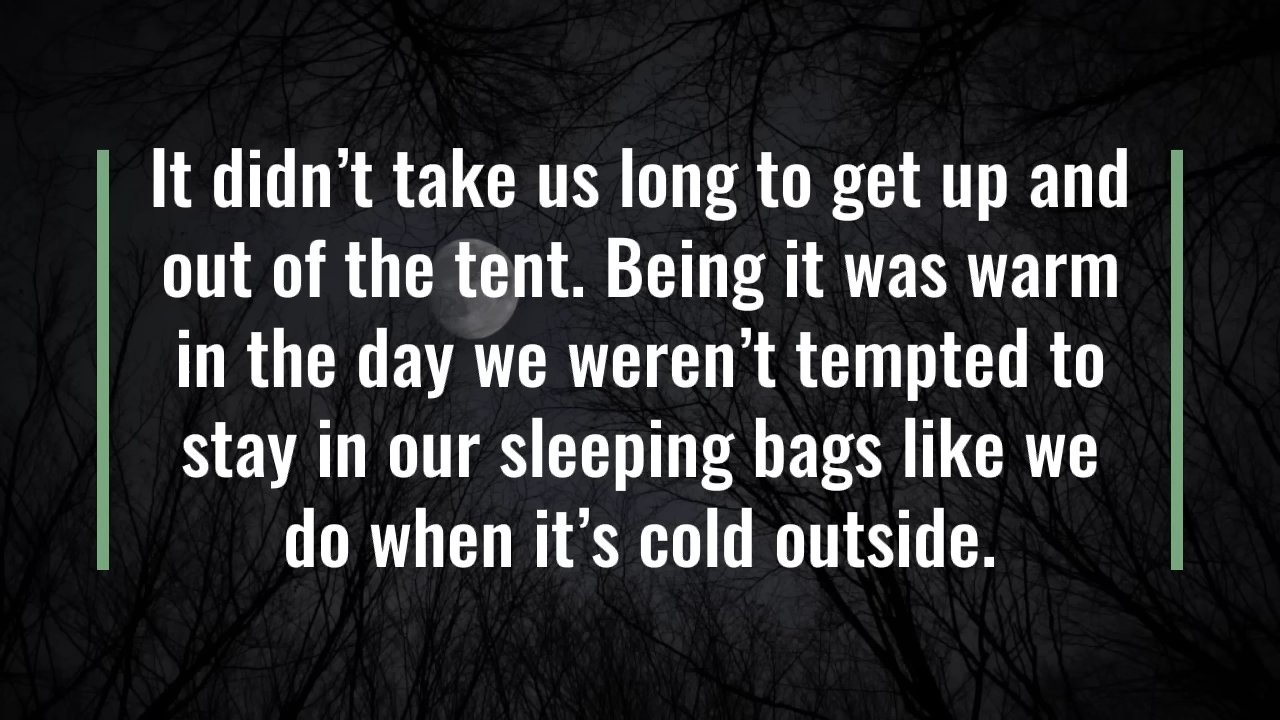 It didn’t take us long to get up and
out of the tent. Being it was warm
in the day we weren’t tempted to
stay in our sleeping bags like we
do when it’s cold outside.